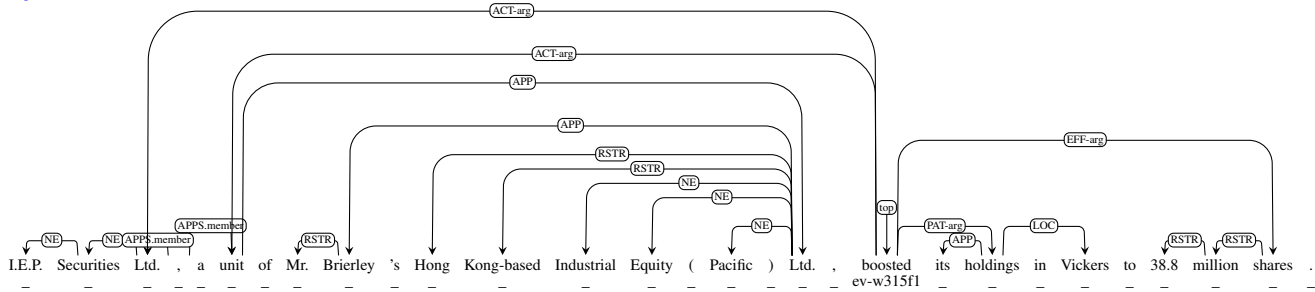 ACT-arg
ACT-arg
APP
APP
EFF-arg
RSTR
RSTR
NE
NE
top
APPS.member
NE PAT-arg LOC
NE NE APPS.member RSTR APP RSTR RSTR
I.E.P. Securities Ltd. , a unit of Mr. Brierley 's Hong Kong-based Industrial Equity ( Pacific ) Ltd. , boosted its holdings in Vickers to 38.8 million shares .
_ _ _ _ _ _ _ _ _ _ _ _ _ _ _ _ _ _ _ ev-w315f1 _ _ _ _ _ _ _ _ _